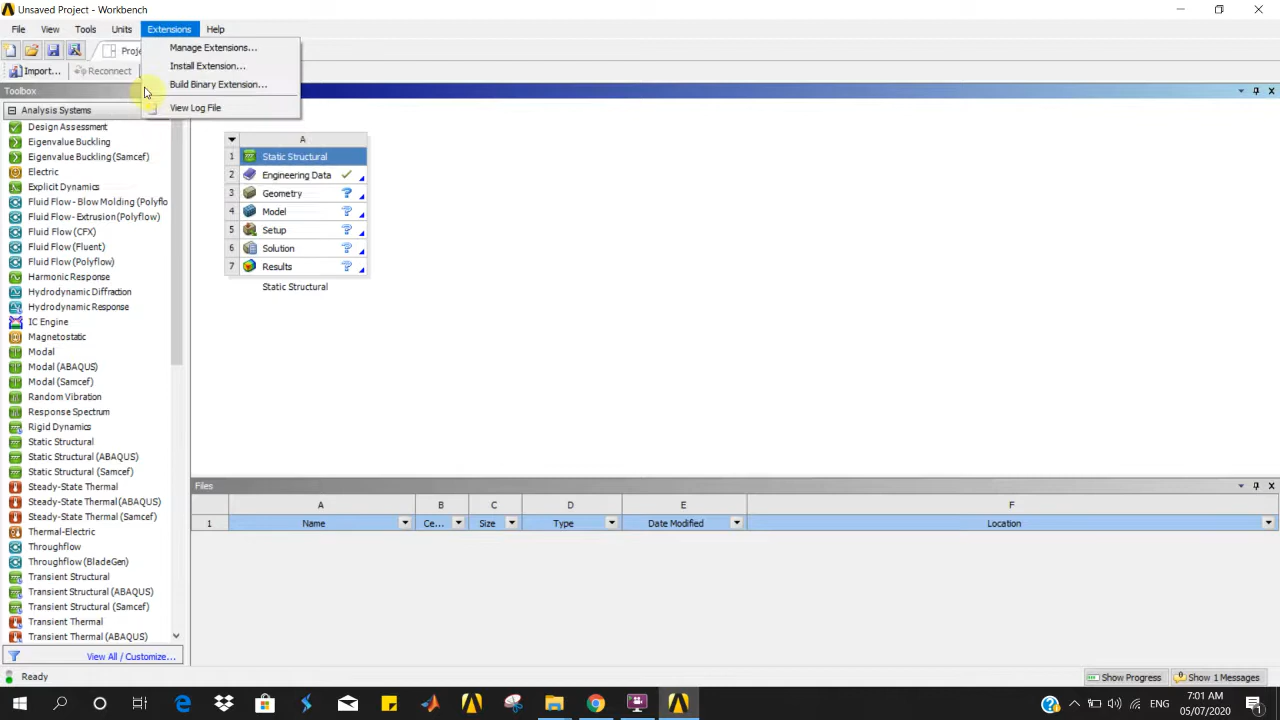 Unsaved Project - Workbench
File View Tools Units Extensions Help
Proje
Manage Extensions...
Install Extension...
Build Binary Extension...
View Log File
Import... Reconnect
Toolbox
Analysis Systems
Design Assessment
Eigenvalue Buckling
Eigenvalue Buckling (Samcef)
Electric
Explicit Dynamics
Fluid Flow - Blow Molding (Polyflo
Fluid Flow - Extrusion (Polyflow)
Fluid Flow (CFX)
Fluid Flow (Fluent)
Fluid Flow (Polyflow)
Harmonic Response
Hydrodynamic Diffraction
Hydrodynamic Response
IC Engine
Magnetostatic
Modal
Modal (ABAQUS)
Modal (Samcef)
Random Vibration
Response Spectrum
Rigid Dynamics
Static Structural
Static Structural (ABAQUS)
Static Structural (Samcef)
Steady-State Thermal
Steady-State Thermal (ABAQUS)
Steady-State Thermal (Samcef)
Thermal-Electric
Throughflow
Throughflow (BladeGen)
Transient Structural
Transient Structural (ABAQUS)
Transient Structural (Samcef)
Transient Thermal
Transient Thermal (ABAQUS)
View All / Customize...
A
1 Static Structural
2 Engineering Data
3 Geometry
4 Model
5 Setup
6 Solution
7 Results
Static Structural
Files
A B C D E F
1 Name Ce... Size Type Date Modified Location
Ready
Show Progress Show 1 Messages
ENG
7:01 AM
05/07/2020